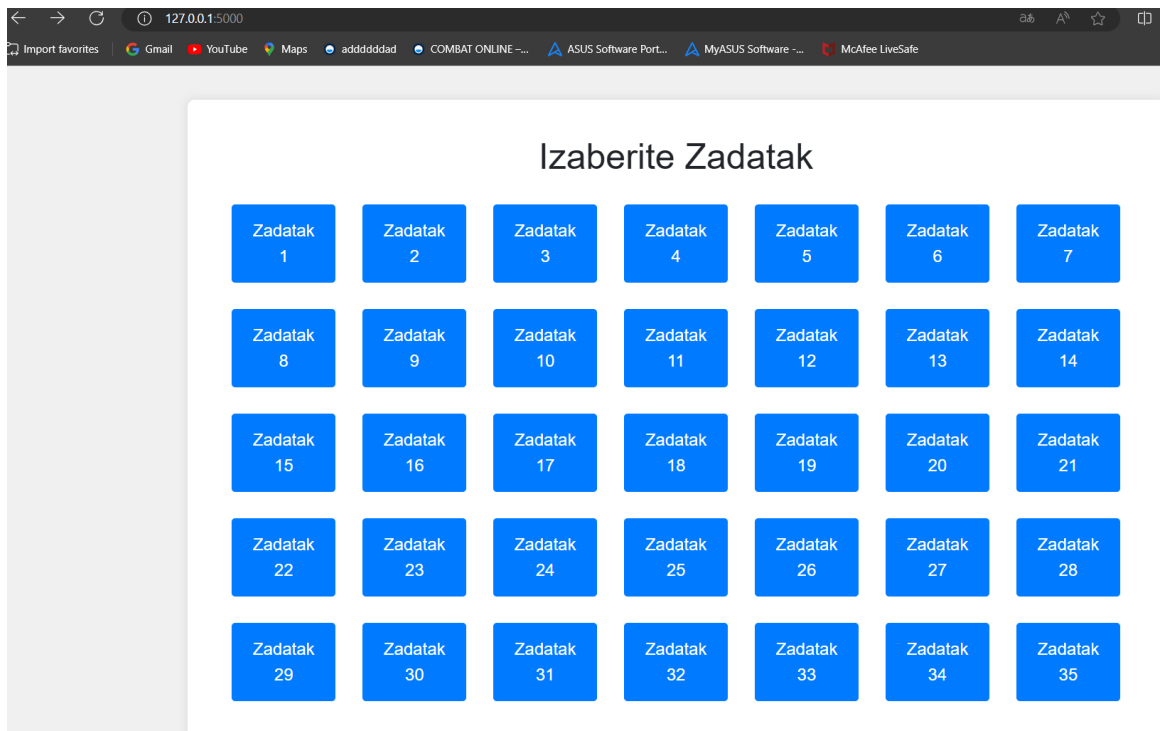 127.0.0.1:5000
Import favorites Gmail YouTube Maps addddddad COMBAT ONLINE –... ASUS Software Port... MyASUS Software -... McAfee LiveSafe
Izaberite Zadatak
Zadatak 1
Zadatak 2
Zadatak 3
Zadatak 4
Zadatak 5
Zadatak 6
Zadatak 7
Zadatak 8
Zadatak 9
Zadatak 10
Zadatak 11
Zadatak 12
Zadatak 13
Zadatak 14
Zadatak 15
Zadatak 16
Zadatak 17
Zadatak 18
Zadatak 19
Zadatak 20
Zadatak 21
Zadatak 22
Zadatak 23
Zadatak 24
Zadatak 25
Zadatak 26
Zadatak 27
Zadatak 28
Zadatak 29
Zadatak 30
Zadatak 31
Zadatak 32
Zadatak 33
Zadatak 34
Zadatak 35